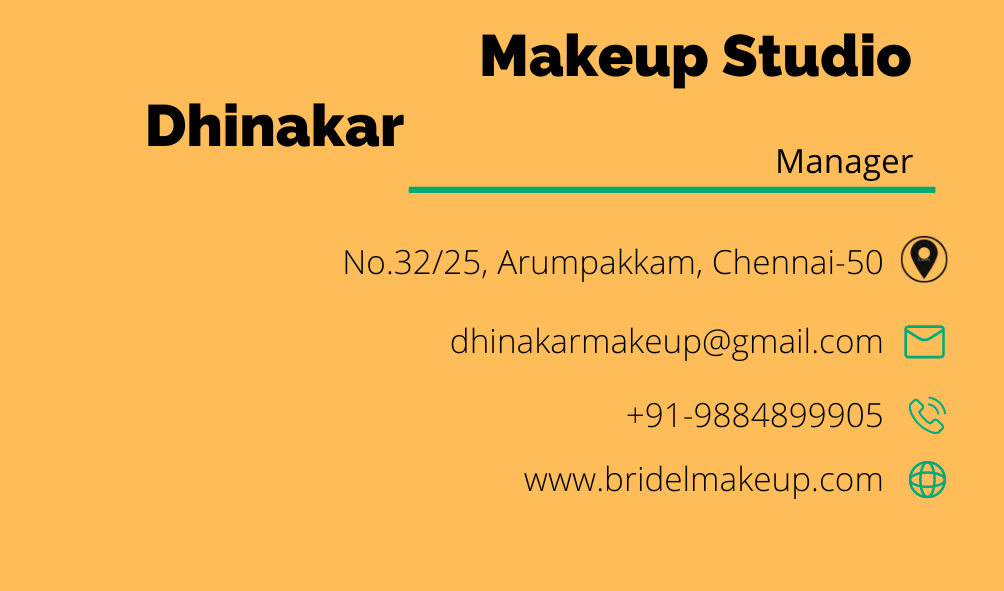 Makeup Studio
Dhinakar
Manager
No.32/25, Arumpakkam, Chennai-50
dhinakarmakeup@gmail.com
+91-9884899905
www.bridelmakeup.com